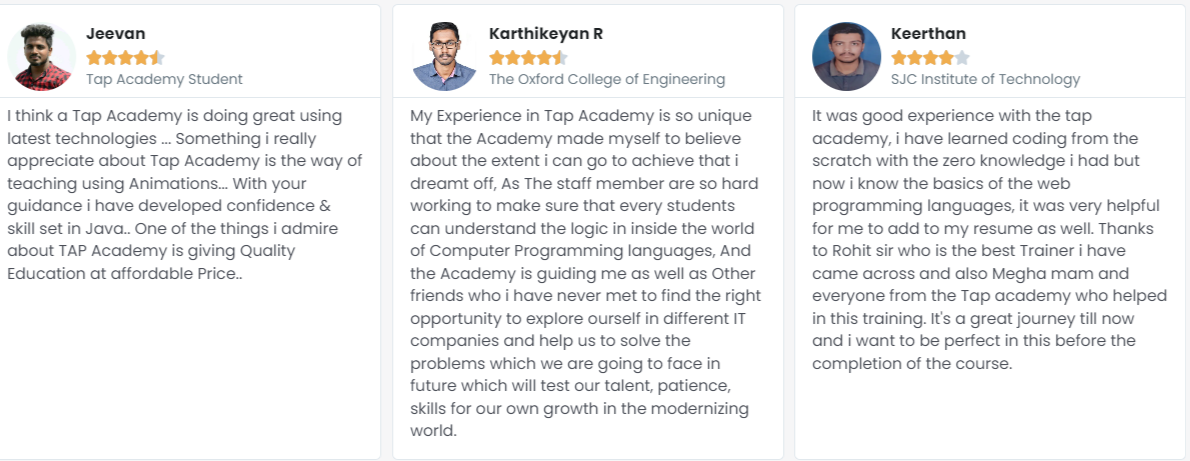 Jeevan
Tap Academy Student
I think a Tap Academy is doing great using
latest technologies ... Something i really
appreciate about Tap Academy is the way of
teaching using Animations... With your
guidance i have developed confidence &
skill set in Java.. One of the things i admire
about TAP Academy is giving Quality
Education at affordable Price..
Karthikeyan R
The Oxford College of Engineering
My Experience in Tap Academy is so unique
that the Academy made myself to believe
about the extent i can go to achieve that i
dreamt off, As The staff member are so hard
working to make sure that every students
can understand the logic in inside the world
of Computer Programming languages, And
the Academy is guiding me as well as Other
friends who i have never met to find the right
opportunity to explore ourself in different IT
companies and help us to solve the
problems which we are going to face in
future which will test our talent, patience,
skills for our own growth in the modernizing
world.
Keerthan
SJC Institute of Technology
It was good experience with the tap
academy, i have learned coding from the
scratch with the zero knowledge i had but
now i know the basics of the web
programming languages, it was very helpful
for me to add to my resume as well. Thanks
to Rohit sir who is the best Trainer i have
came across and also Megha mam and
everyone from the Tap academy who helped
in this training. It's a great journey till now
and i want to be perfect in this before the
completion of the course.